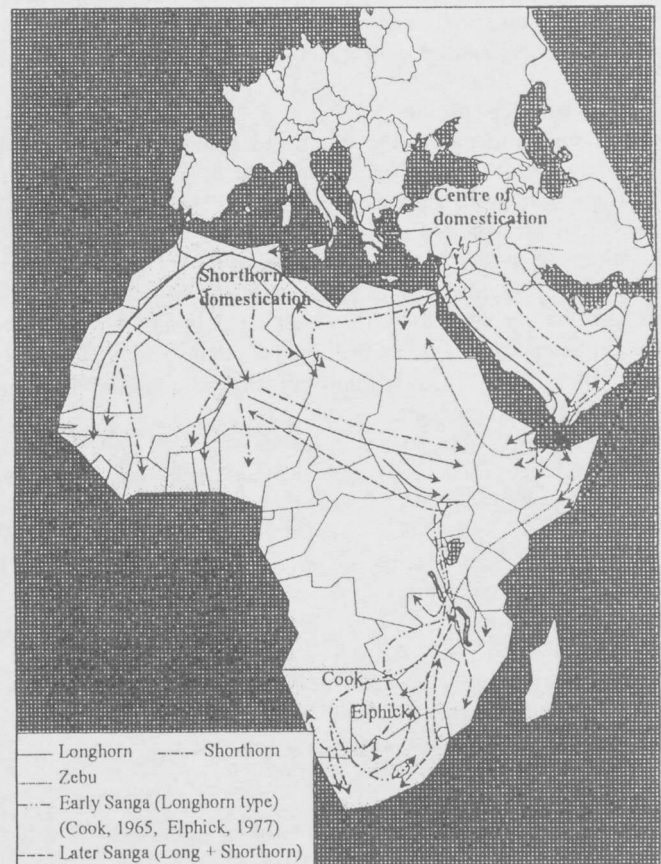 Centre of
domestication
Shorthorn
domestication
Cook
Elphick
Longhorn Shorthorn
Zebu
Early Sanga (Longhorn type)
(Cook, 1965, Elphick, 1977)
Later Sanga (Long + Shorthorn)